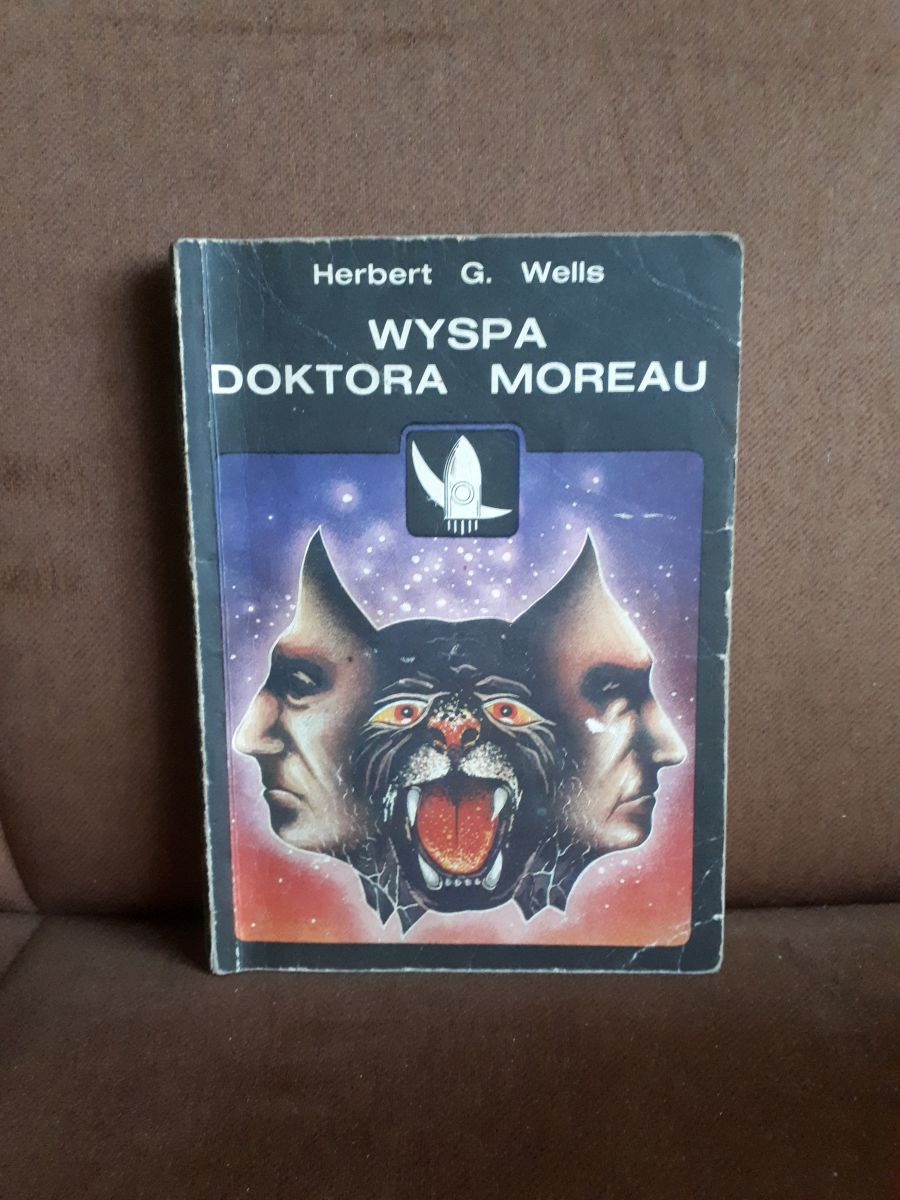 Herbert G. Wells
WYSPA
DOKTORA MOREAU